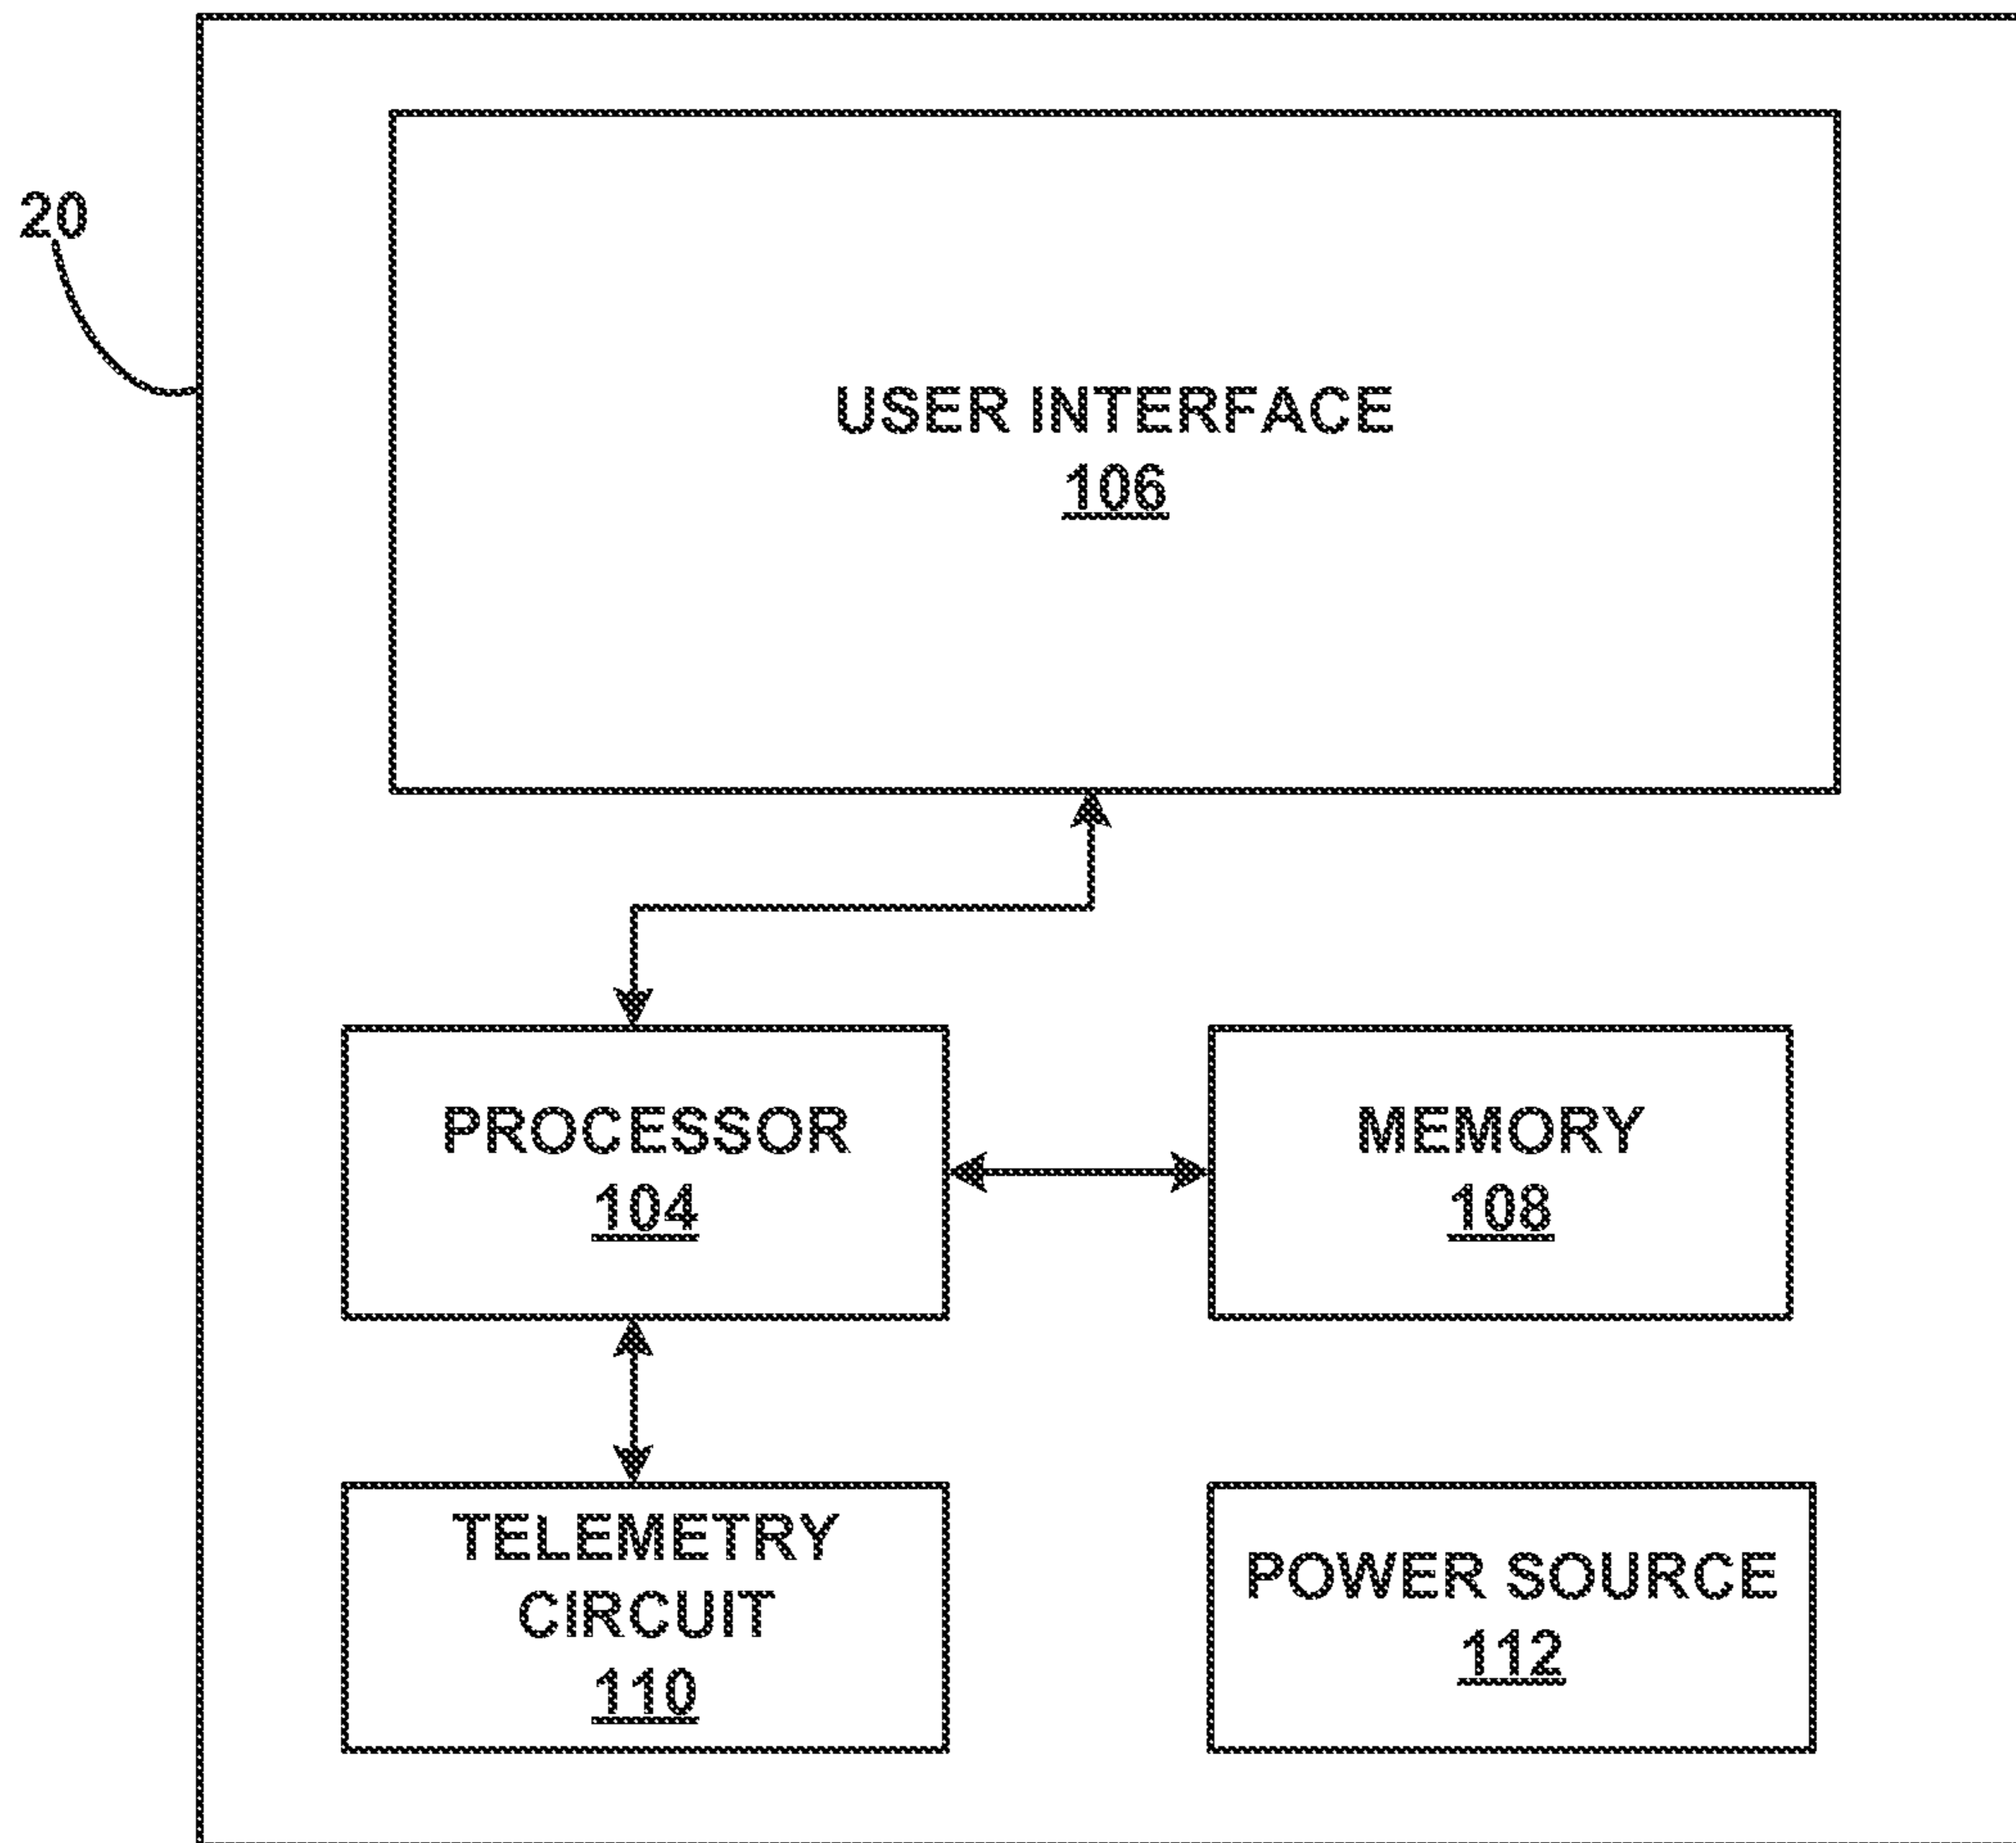 20
USER INTERFACE
106
PROCESSOR
104
MEMORY
108
TELEMETRY
CIRCUIT
110
POWER SOURCE
112